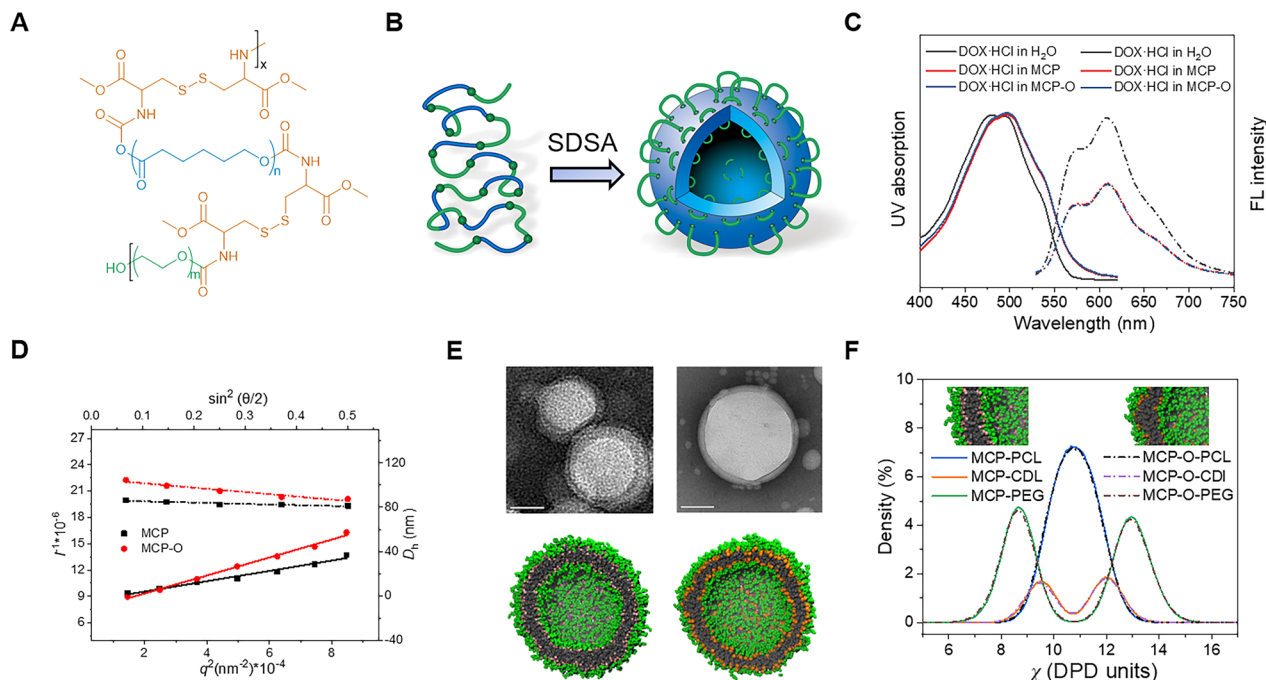 A
O
HN
x
O
S
S
O
O
O
NH
O
O
O
n
O
O
HN
O
O
O
O
S
S
O
HO
O
m
NH
O
B
SDSA
C
DOX·HCl in H₂O
DOX·HCl in MCP
DOX·HCl in MCP-O
DOX·HCl in H₂O
DOX·HCl in MCP
DOX·HCl in MCP-O
UV absorption
FL intensity
400 450 500 550 600 650 700 750
Wavelength (nm)
D
sin² (θ/2)
0.0 0.1 0.2 0.3 0.4 0.5
27
24
21
18
15
12
9
6
I⁻¹*10⁻⁶
120
80
40
0
-40
Dₕ (nm)
MCP
MCP-O
2 4 6 8
q²(nm⁻²)*10⁻⁴
E
F
10
8
6
4
2
0
Density (%)
MCP-PCL
MCP-CDL
MCP-PEG
MCP-O-PCL
MCP-O-CDI
MCP-O-PEG
6 8 10 12 14 16
χ (DPD units)